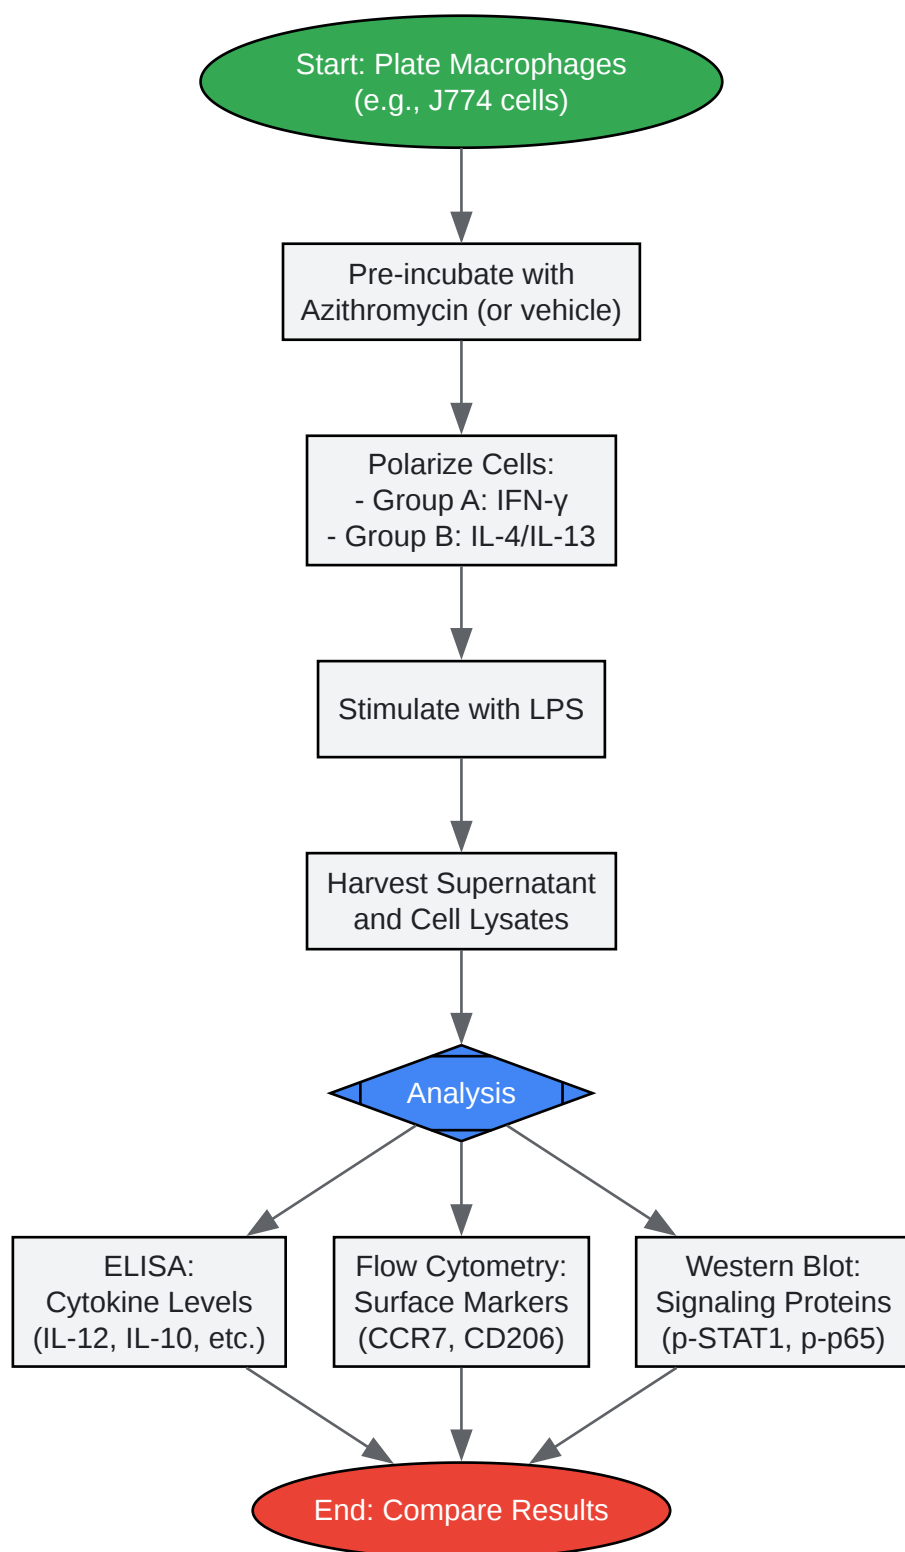 Start: Plate Macrophages
(e.g., J774 cells)
Pre-incubate with
Azithromycin (or vehicle)
Polarize Cells:
- Group A: IFN-γ
- Group B: IL-4/IL-13
Stimulate with LPS
Harvest Supernatant
and Cell Lysates
Analysis
ELISA:
Cytokine Levels
(IL-12, IL-10, etc.)
Flow Cytometry:
Surface Markers
(CCR7, CD206)
Western Blot:
Signaling Proteins
(p-STAT1, p-p65)
End: Compare Results